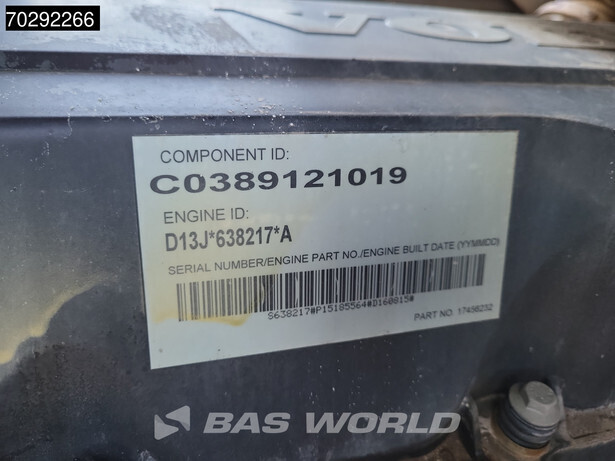 70292266
COMPONENT ID:
C0389121019
ENGINE ID:
D13J*638217*A
SERIAL NUMBER/ENGINE PART NO./ENGINE BUILT DATE (YYMMDD)
S638217#P15185564#D160815#
PART NO. 17456232
BAS WORLD